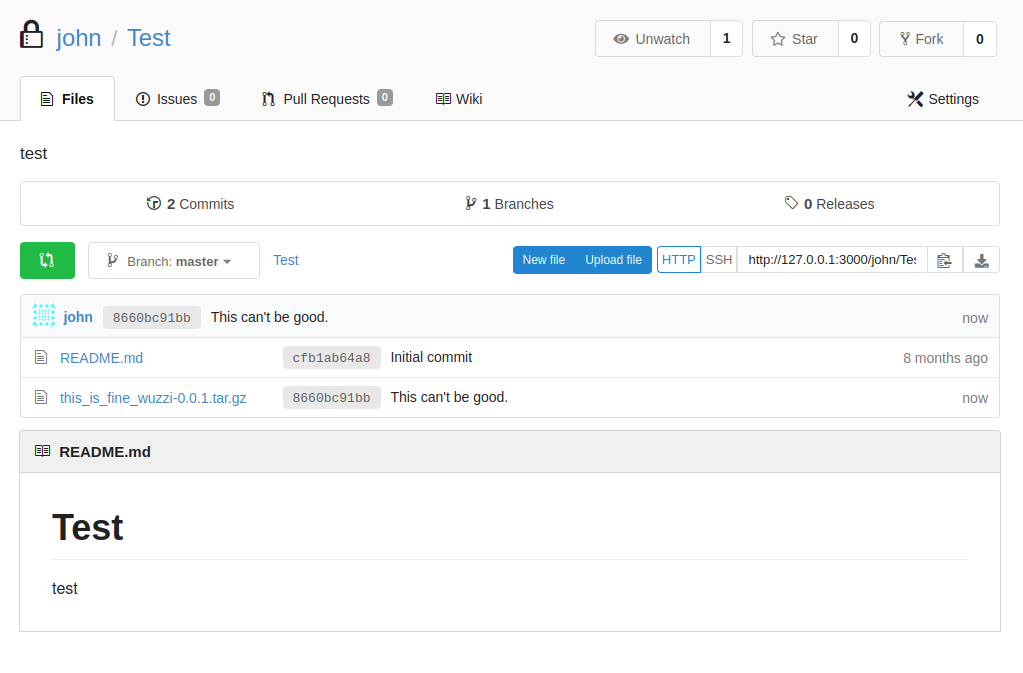 john / Test Unwatch 1 Star 0 Fork 0
Files Issues 0 Pull Requests 0 Wiki Settings
test
2 Commits 1 Branches 0 Releases
Branch: master Test New file Upload file HTTP SSH http://127.0.0.1:3000/john/Tes
john 8660bc91bb This can't be good. now
README.md cfb1ab64a8 Initial commit 8 months ago
this_is_fine_wuzzi-0.0.1.tar.gz 8660bc91bb This can't be good. now
README.md
Test
test